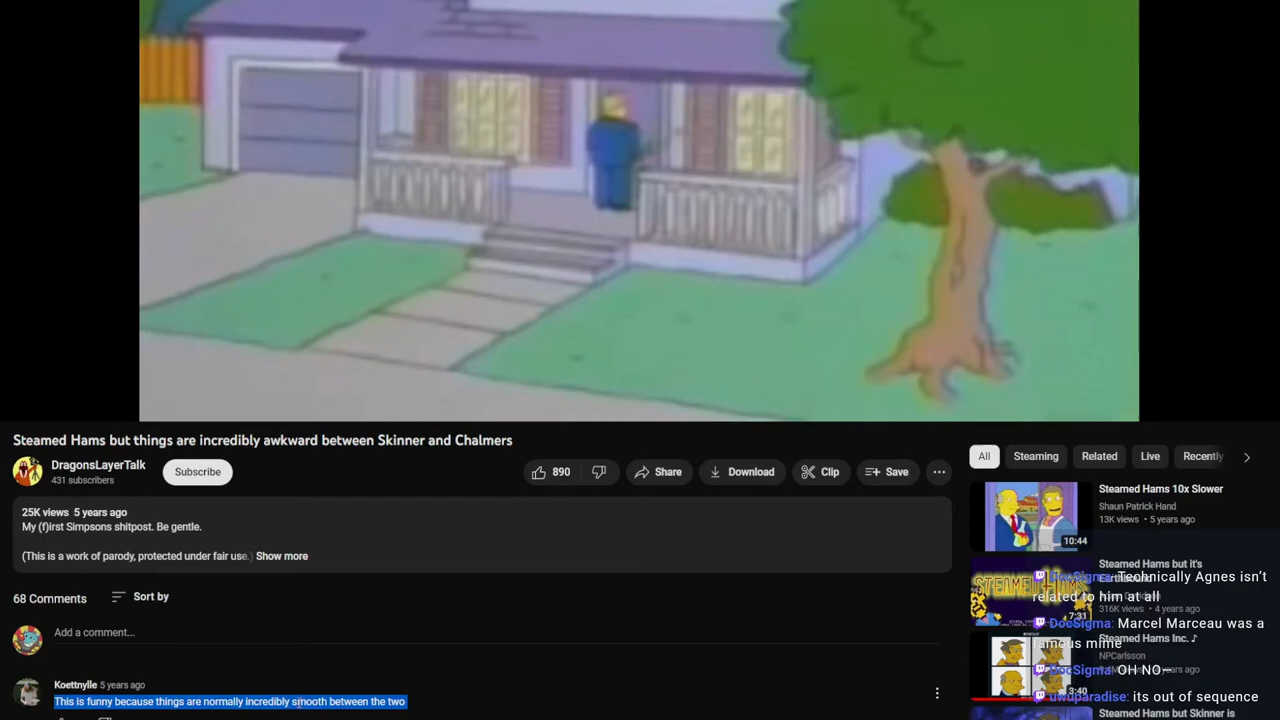 Steamed Hams but things are incredibly awkward between Skinner and Chalmers
DragonsLayerTalk
431 subscribers
Subscribe
890
Share
Download
Clip
Save
25K views 5 years ago
My (f)irst Simpsons shitpost. Be gentle.
(This is a work of parody, protected under fair use.) Show more
68 Comments
Sort by
Add a comment...
Koettnylle 5 years ago
This is funny because things are normally incredibly smooth between the two
All
Steaming
Related
Live
Recently
Steamed Hams 10x Slower
Shaun Patrick Hand
13K views • 5 years ago
10:44
Steamed Hams but it's
316K views • 4 years ago
7:31
Steamed Hams Inc. ♪
NPCarlsson
years ago
3:40
Steamed Hams but Skinner is
DocSigma: Technically Agnes isn't
related to him at all
DocSigma: Marcel Marceau was a
famous mime
DocSigma: OH NO—
uwuparadise: its out of sequence